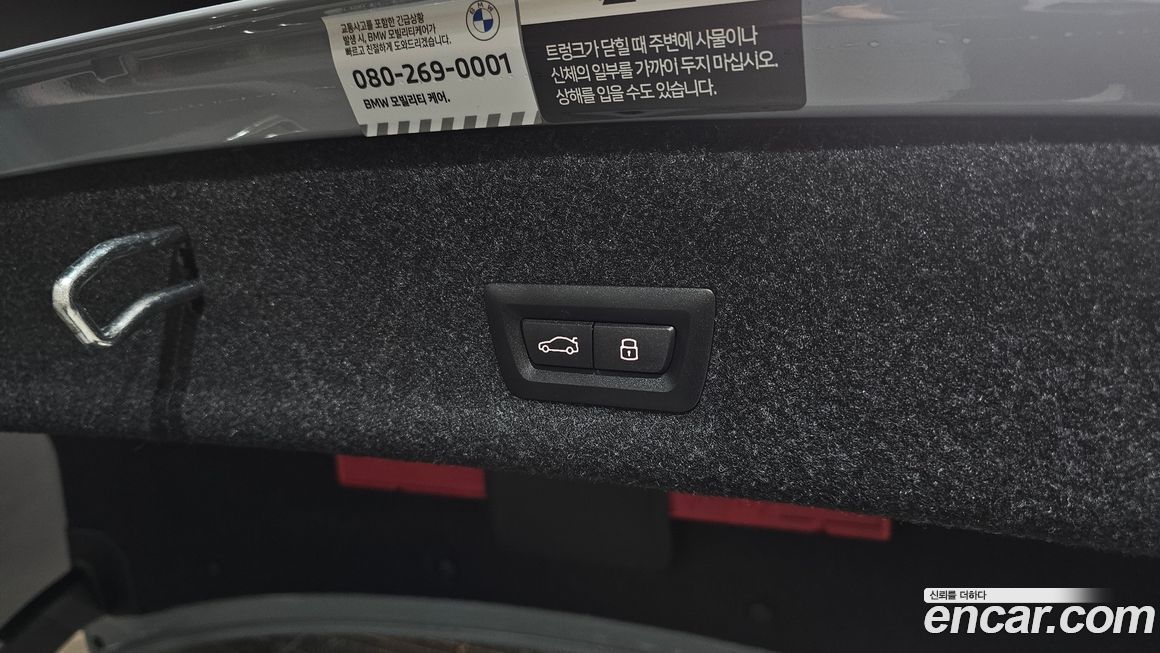 교통사고를 포함한 긴급상황
발생 시, BMW 모빌리티케어가
빠르고 친절하게 도와드리겠습니다.
080-269-0001
BMW 모빌리티 케어.
BMW
트렁크가 닫힐 때 주변에 사물이나
신체의 일부를 가까이 두지 마십시오.
상해를 입을 수도 있습니다.
신뢰를 더하다
encar.com